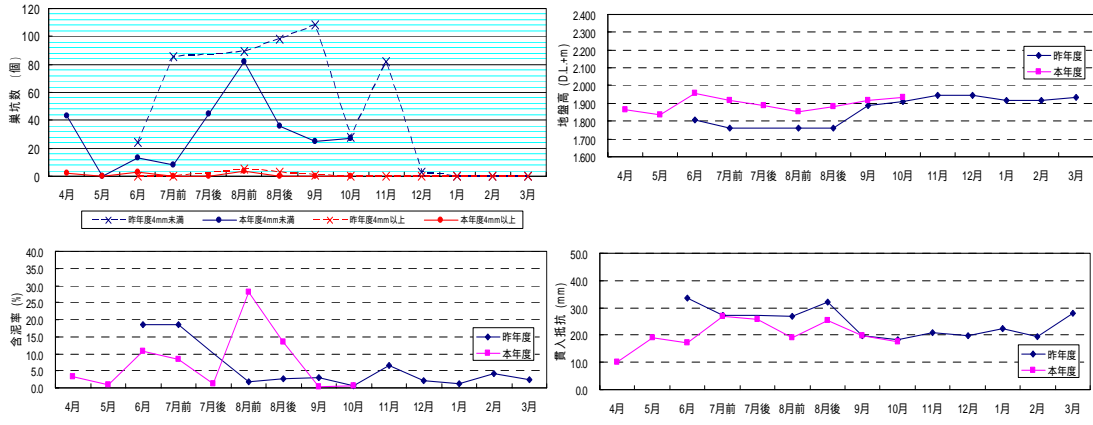 巣坑数 (個)
120
100
80
60
40
20
0
4月 5月 6月 7月前 7月後 8月前 8月後 9月 10月 11月 12月 1月 2月 3月
昨年度4mm未満 本年度4mm未満 昨年度4mm以上 本年度4mm以上
地盤高 (D.L.+m)
2.400
2.300
2.200
2.100
2.000
1.900
1.800
1.700
1.600
昨年度
本年度
4月 5月 6月 7月前 7月後 8月前 8月後 9月 10月 11月 12月 1月 2月 3月
含泥率 (%)
40.0
35.0
30.0
25.0
20.0
15.0
10.0
5.0
0.0
昨年度
本年度
4月 5月 6月 7月前 7月後 8月前 8月後 9月 10月 11月 12月 1月 2月 3月
貫入抵抗 (mm)
50.0
40.0
30.0
20.0
10.0
0.0
昨年度
本年度
4月 5月 6月 7月前 7月後 8月前 8月後 9月 10月 11月 12月 1月 2月 3月